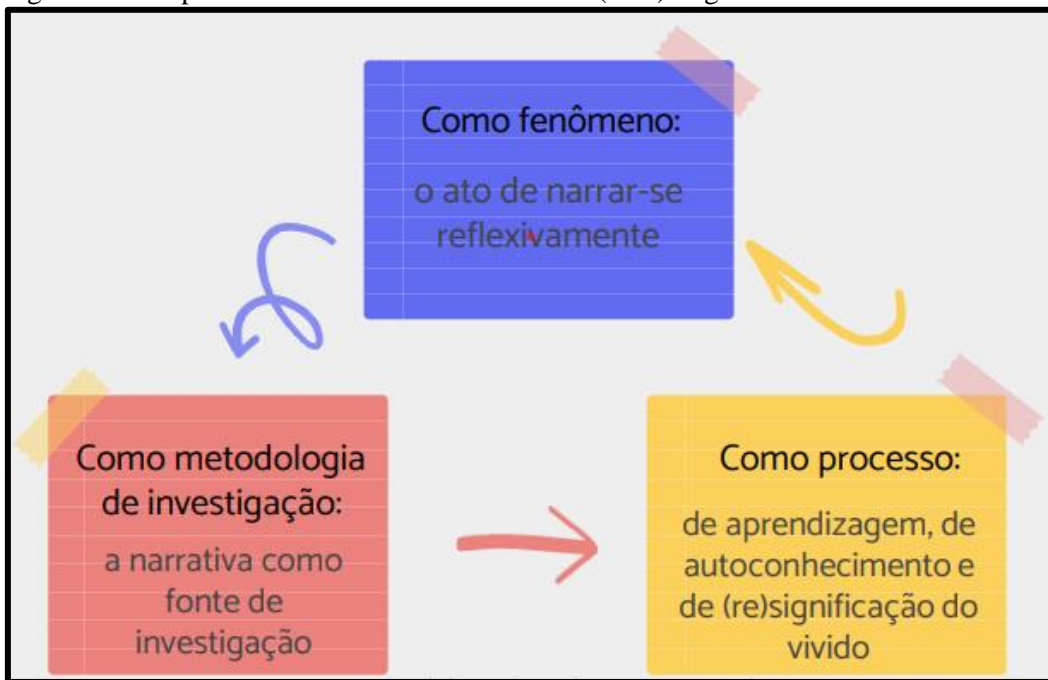 Como fenômeno:
o ato de narrar-se
reflexivamente
Como metodologia
de investigação:
a narrativa como
fonte de
investigação
Como processo:
de aprendizagem, de
autoconhecimento e
de (re)significação do
vivido